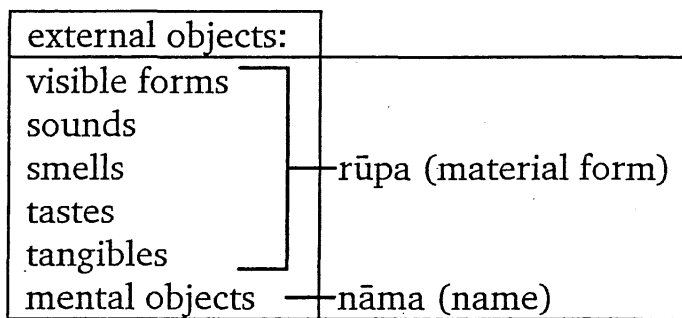 external objects:
visible forms
sounds
smells rūpa (material form)
tastes
tangibles
mental objects nāma (name)